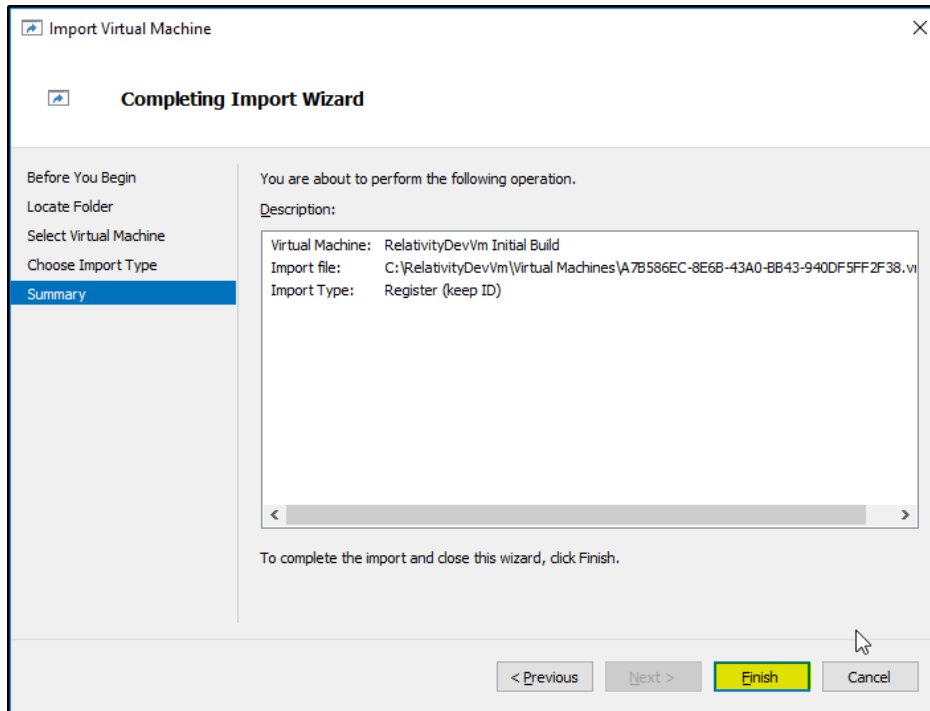 Import Virtual Machine
Completing Import Wizard
Before You Begin
Locate Folder
Select Virtual Machine
Choose Import Type
Summary
You are about to perform the following operation.
Description:
Virtual Machine: RelativityDevVm Initial Build
Import file: C:\RelativityDevVm\Virtual Machines\A7B586EC-8E6B-43A0-BB43-940DF5FF2F38.v
Import Type: Register (keep ID)
To complete the import and close this wizard, click Finish.
< Previous
Next >
Finish
Cancel